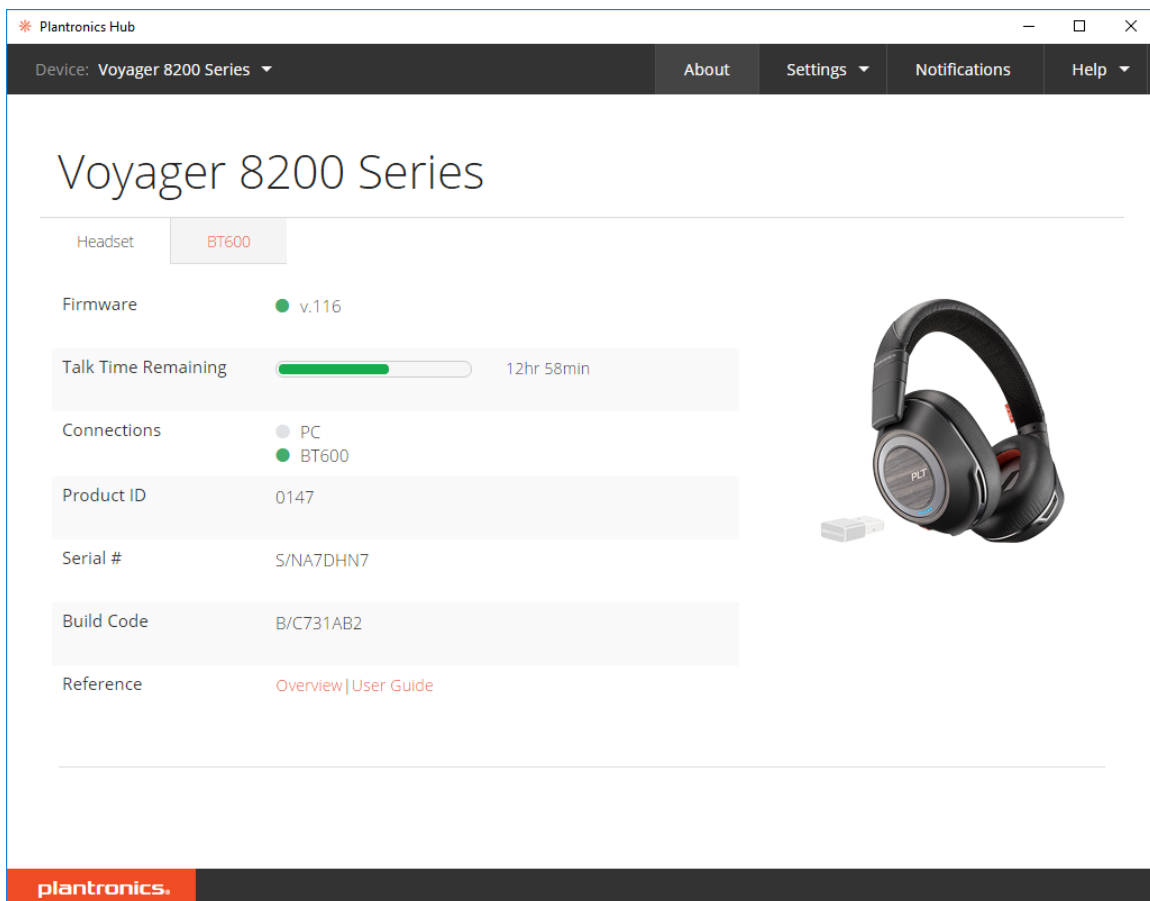 Plantronics Hub
Device: Voyager 8200 Series
About
Settings
Notifications
Help
Voyager 8200 Series
Headset
BT600
Firmware
v.116
Talk Time Remaining
12hr 58min
Connections
PC
BT600
PLT
Product ID
0147
Serial #
S/NA7DHN7
Build Code
B/C731AB2
Reference
Overview|User Guide
plantronics.